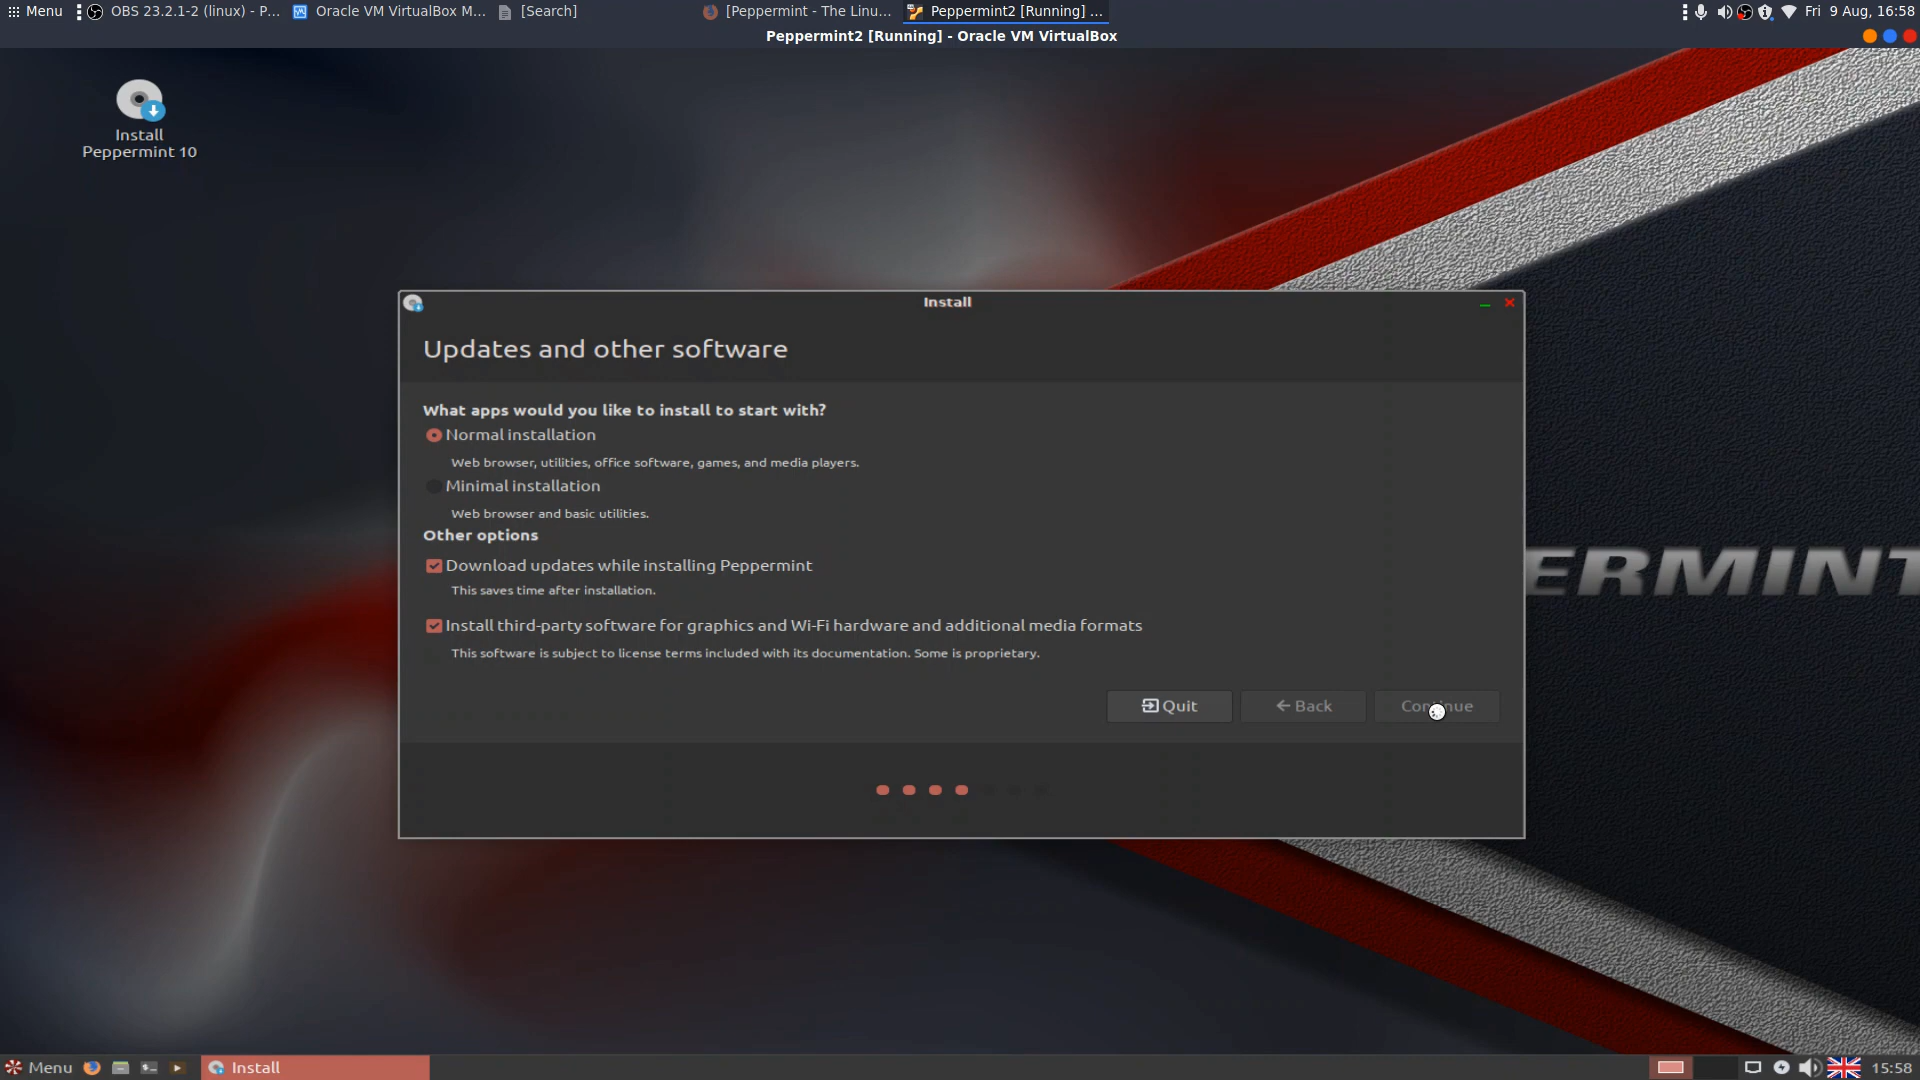 Menu
OBS 23.2.1-2 (linux) - P...
Oracle VM VirtualBox M...
[Search]
[Peppermint - The Linu...
Peppermint2 [Running] ...
Fri 9 Aug, 16:58
Peppermint2 [Running] - Oracle VM VirtualBox
Install
Peppermint 10
Install
Updates and other software
What apps would you like to install to start with?
Normal installation
Web browser, utilities, office software, games, and media players.
Minimal installation
Web browser and basic utilities.
Other options
Download updates while installing Peppermint
This saves time after installation.
Install third-party software for graphics and Wi-Fi hardware and additional media formats
This software is subject to license terms included with its documentation. Some is proprietary.
Quit
Back
Continue
ERMINT
Menu
Install
15:58